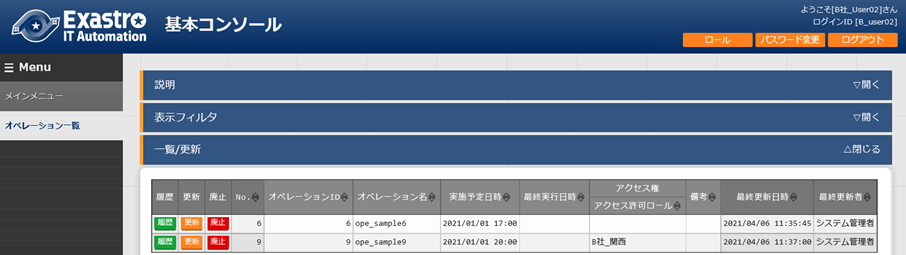 Exastro
IT Automation
基本コンソール
ようこそ[B社_User02]さん
ログインID [B_user02]
ロール パスワード変更 ログアウト
Menu
メインメニュー
オペレーション一覧
説明 ▽開く
表示フィルタ ▽開く
一覧/更新 △閉じる
履歴 更新 廃止 No. オペレーションID オペレーション名 実施予定日時 最終実行日時 アクセス権 備考 最終更新日時 最終更新者
アクセス許可ロール
履歴 更新 廃止 6 6 ope_sample6 2021/01/01 17:00 2021/04/06 11:35:45 システム管理者
履歴 更新 廃止 9 9 ope_sample9 2021/01/01 20:00 B社_関西 2021/04/06 11:37:00 システム管理者